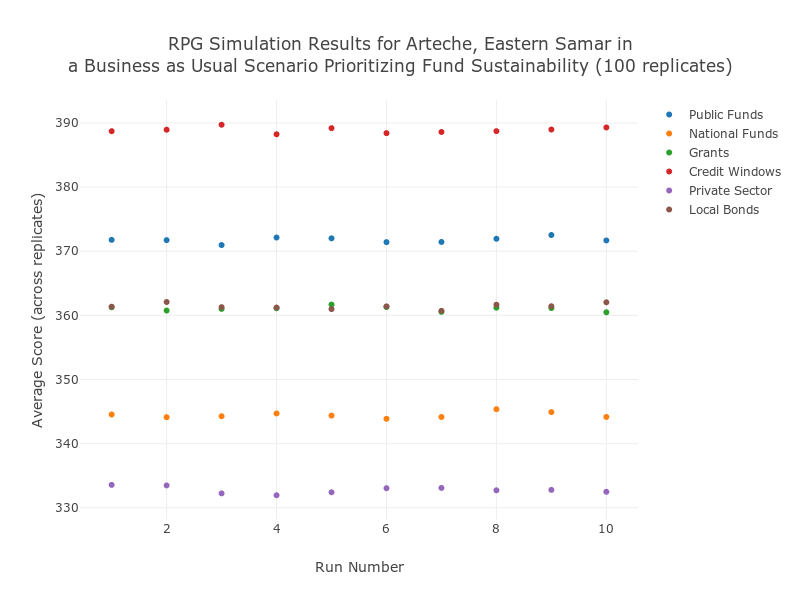 RPG Simulation Results for Arteche, Eastern Samar in
a Business as Usual Scenario Prioritizing Fund Sustainability (100 replicates)
Average Score (across replicates)
390
380
370
360
350
340
330
2
4
6
8
10
Run Number
Public Funds
National Funds
Grants
Credit Windows
Private Sector
Local Bonds